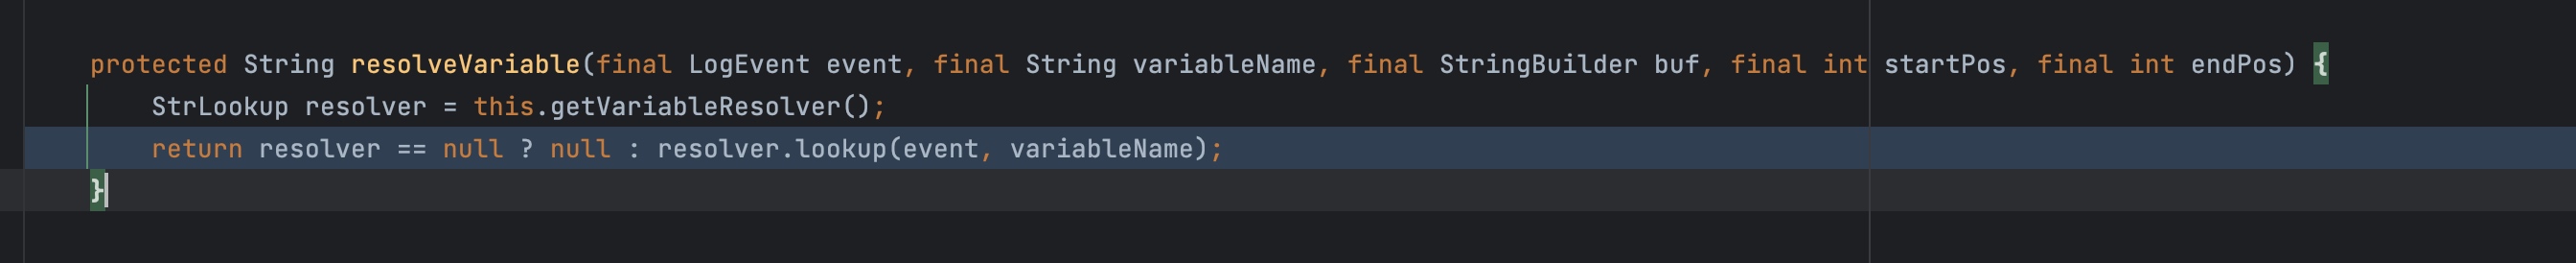 protected String resolveVariable(final LogEvent event, final String variableName, final StringBuilder buf, final int startPos, final int endPos) {
    StrLookup resolver = this.getVariableResolver();
    return resolver == null ? null : resolver.lookup(event, variableName);
}